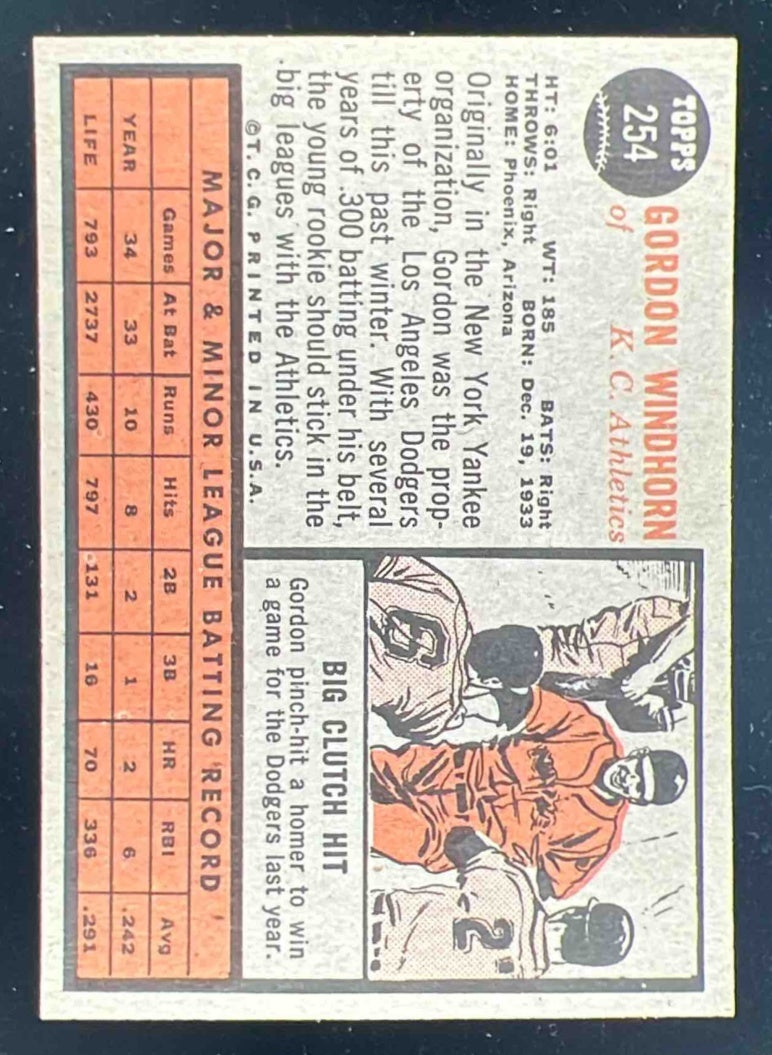 TOPPS
254
GORDON WINDHORN
of K. C. Athletics
HT: 6:01 WT: 185 BATS: Right
THROWS: Right BORN: Dec. 19, 1933
HOME: Phoenix, Arizona
Originally in the New York Yankee
organization, Gordon was the prop-
erty of the Los Angeles Dodgers
till this past winter. With several
years of .300 batting under his belt,
the young rookie should stick in the
big leagues with the Athletics.
©T. C. G. PRINTED IN U.S.A.
BIG CLUTCH HIT
Gordon pinch-hit a homer to win
a game for the Dodgers last year.
MAJOR & MINOR LEAGUE BATTING RECORD
Games At Bat Runs Hits 2B 3B HR RBI Avg
YEAR 34 33 10 8 2 1 2 6 .242
LIFE 793 2737 430 797 131 16 70 336 .291